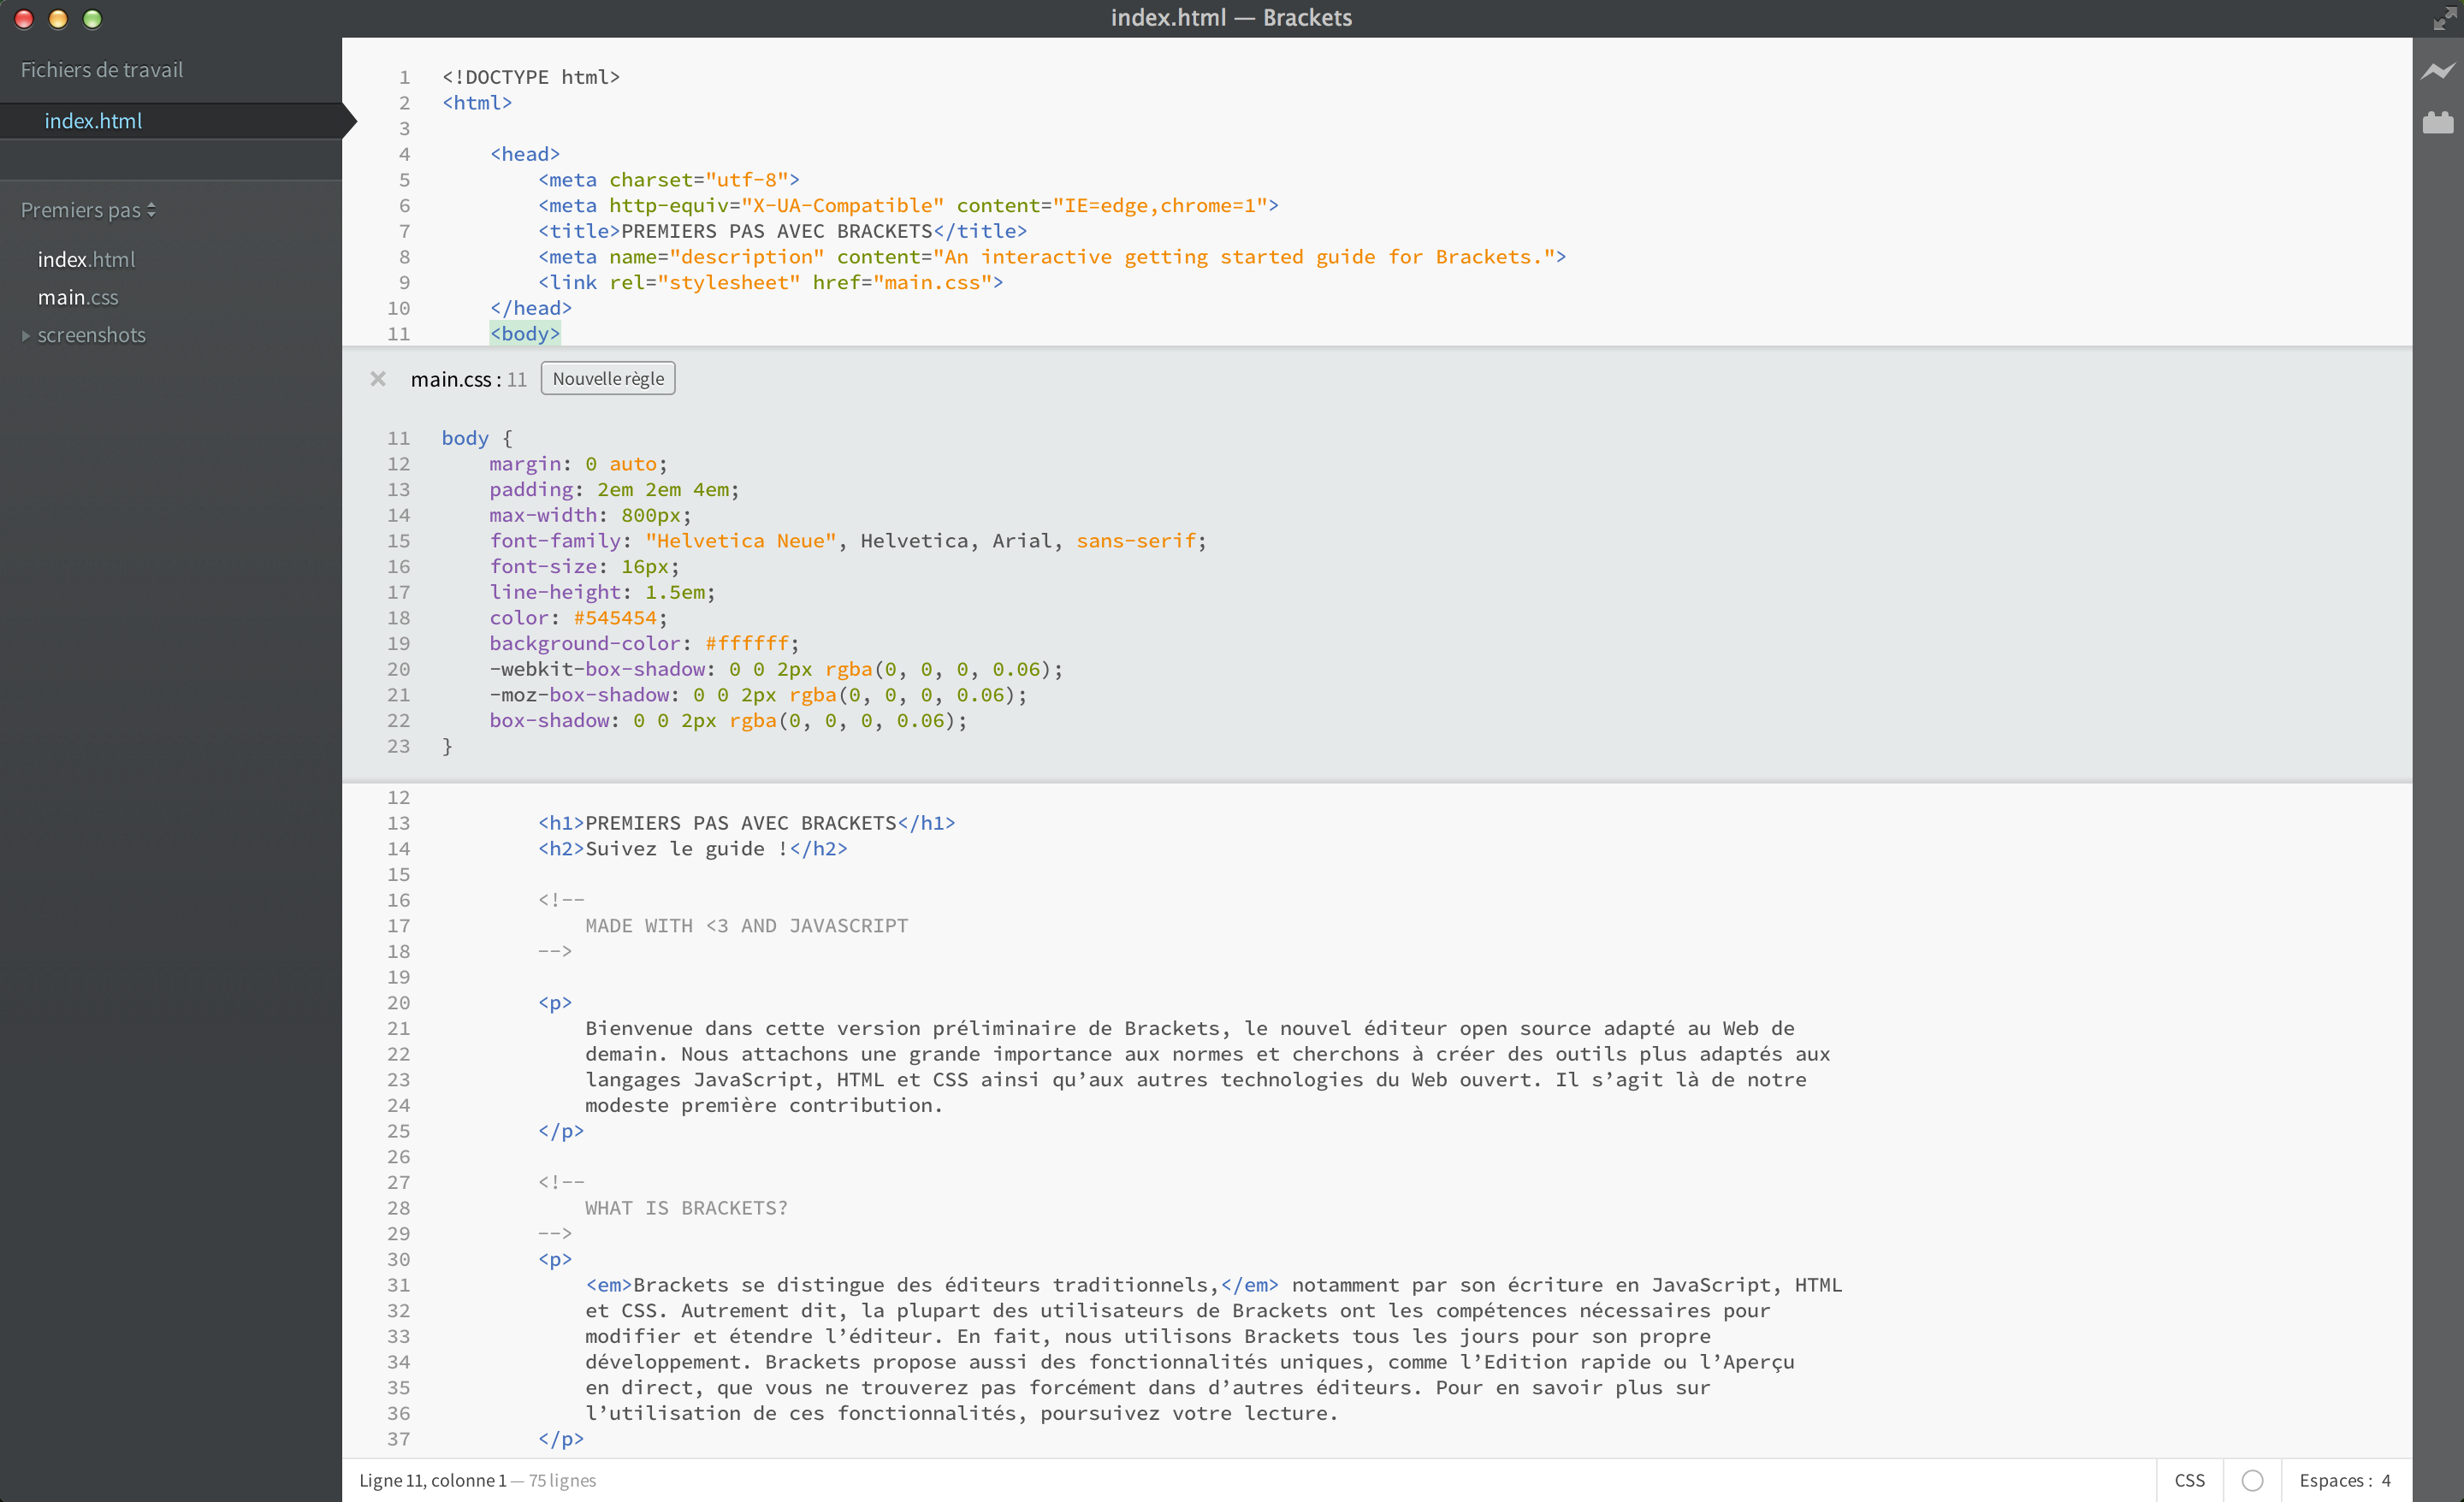 index.html — Brackets
Fichiers de travail
index.html
Premiers pas
index.html
main.css
screenshots
1 <!DOCTYPE html>
2 <html>
3
4 <head>
5 <meta charset="utf-8">
6 <meta http-equiv="X-UA-Compatible" content="IE=edge,chrome=1">
7 <title>PREMIERS PAS AVEC BRACKETS</title>
8 <meta name="description" content="An interactive getting started guide for Brackets.">
9 <link rel="stylesheet" href="main.css">
10 </head>
11 <body>
× main.css : 11 Nouvelle règle
11 body {
12 margin: 0 auto;
13 padding: 2em 2em 4em;
14 max-width: 800px;
15 font-family: "Helvetica Neue", Helvetica, Arial, sans-serif;
16 font-size: 16px;
17 line-height: 1.5em;
18 color: #545454;
19 background-color: #ffffff;
20 -webkit-box-shadow: 0 0 2px rgba(0, 0, 0, 0.06);
21 -moz-box-shadow: 0 0 2px rgba(0, 0, 0, 0.06);
22 box-shadow: 0 0 2px rgba(0, 0, 0, 0.06);
23 }
12
13 <h1>PREMIERS PAS AVEC BRACKETS</h1>
14 <h2>Suivez le guide !</h2>
15
16 <!--
17 MADE WITH <3 AND JAVASCRIPT
18 -->
19
20 <p>
21 Bienvenue dans cette version préliminaire de Brackets, le nouvel éditeur open source adapté au Web de
22 demain. Nous attachons une grande importance aux normes et cherchons à créer des outils plus adaptés aux
23 langages JavaScript, HTML et CSS ainsi qu’aux autres technologies du Web ouvert. Il s’agit là de notre
24 modeste première contribution.
25 </p>
26
27 <!--
28 WHAT IS BRACKETS?
29 -->
30 <p>
31 <em>Brackets se distingue des éditeurs traditionnels,</em> notamment par son écriture en JavaScript, HTML
32 et CSS. Autrement dit, la plupart des utilisateurs de Brackets ont les compétences nécessaires pour
33 modifier et étendre l’éditeur. En fait, nous utilisons Brackets tous les jours pour son propre
34 développement. Brackets propose aussi des fonctionnalités uniques, comme l’Edition rapide ou l’Aperçu
35 en direct, que vous ne trouverez pas forcément dans d’autres éditeurs. Pour en savoir plus sur
36 l’utilisation de ces fonctionnalités, poursuivez votre lecture.
37 </p>
Ligne 11, colonne 1 — 75 lignes
CSS
Espaces : 4